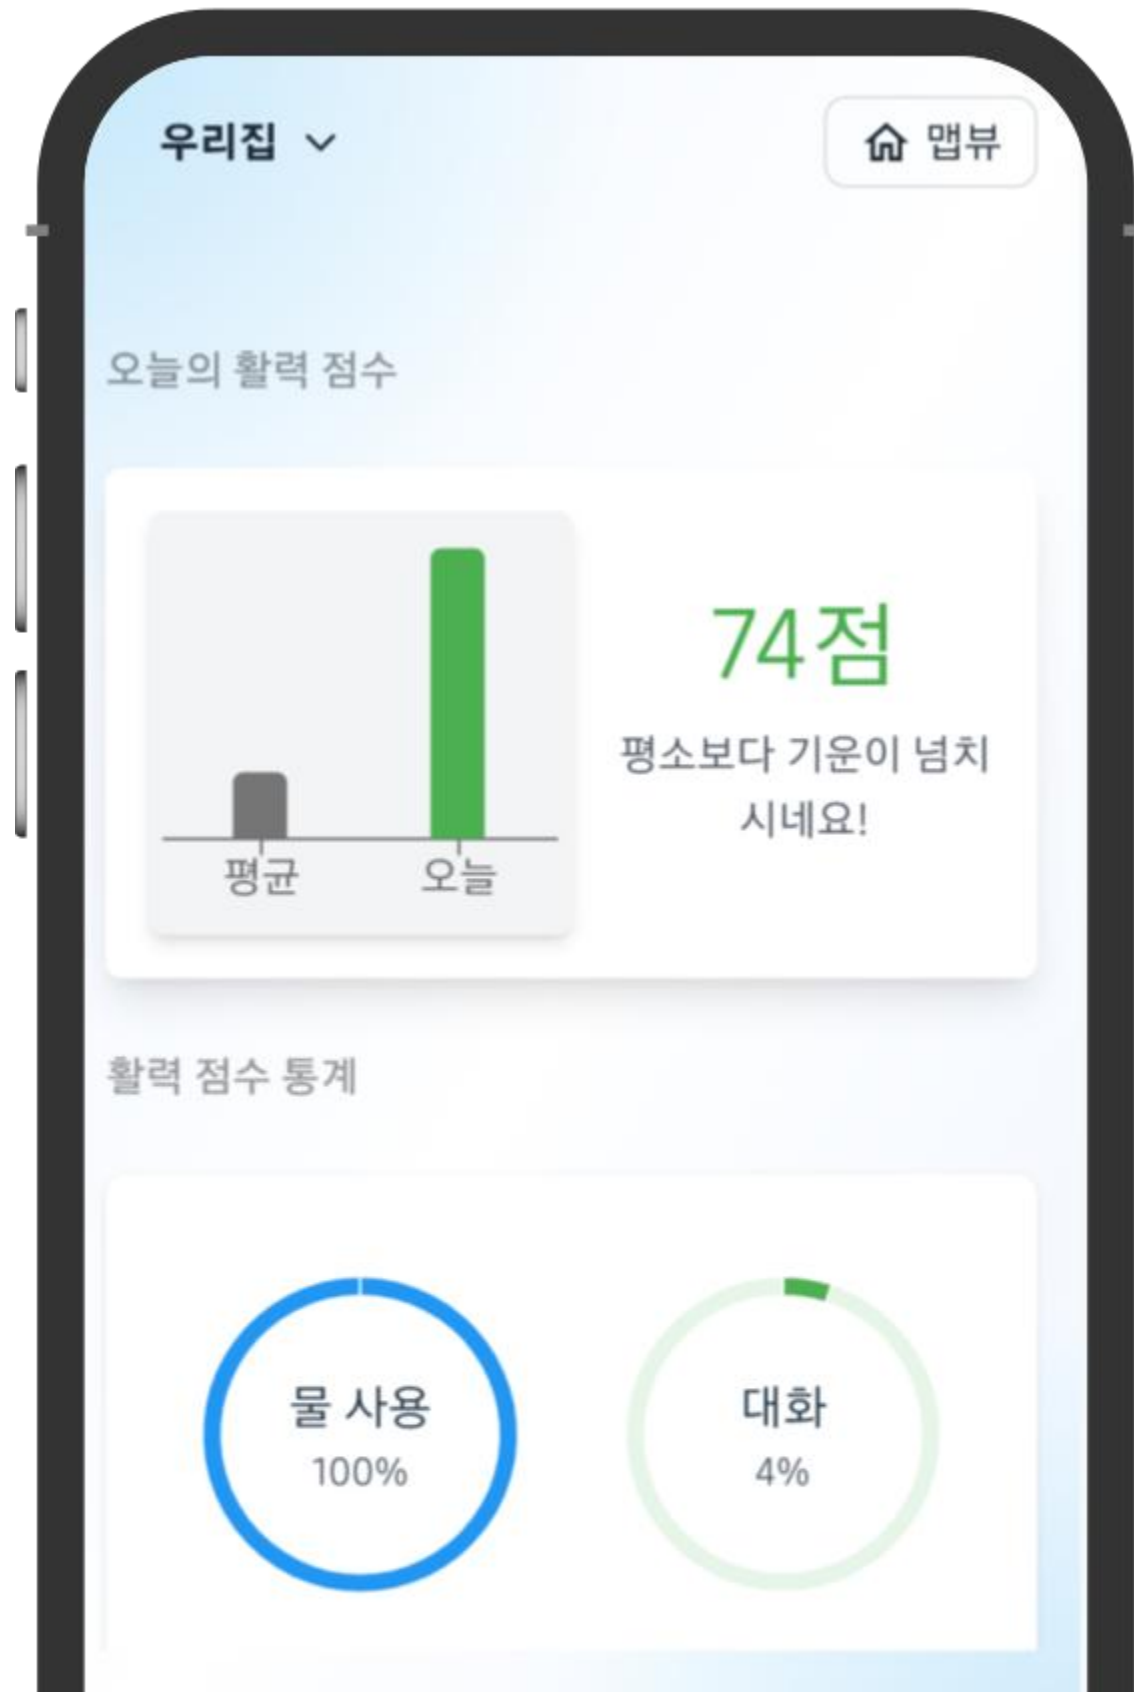 우리집
맵뷰
오늘의 활력 점수
74점
평소보다 기운이 넘치
시네요!
평균 오늘
활력 점수 통계
물 사용
100%
대화
4%